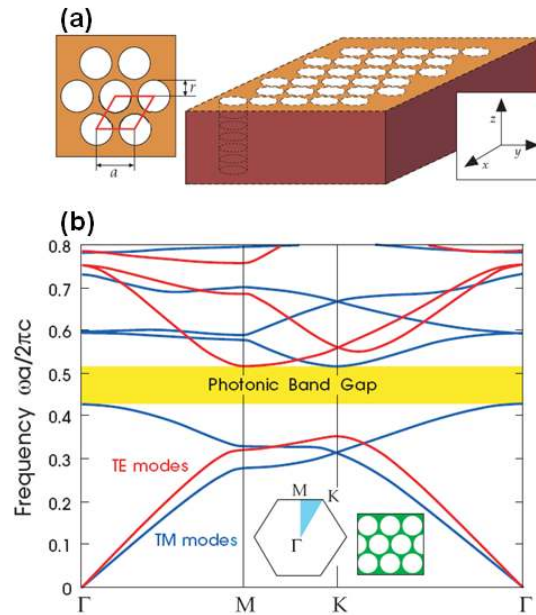 (a)
r
a
z
y
x
(b)
0.8
0.7
0.6
0.5
0.4
0.3
0.2
0.1
0
Frequency ωa/2πc
Photonic Band Gap
TE modes
TM modes
M
K
Γ
Γ
M
K
Γ